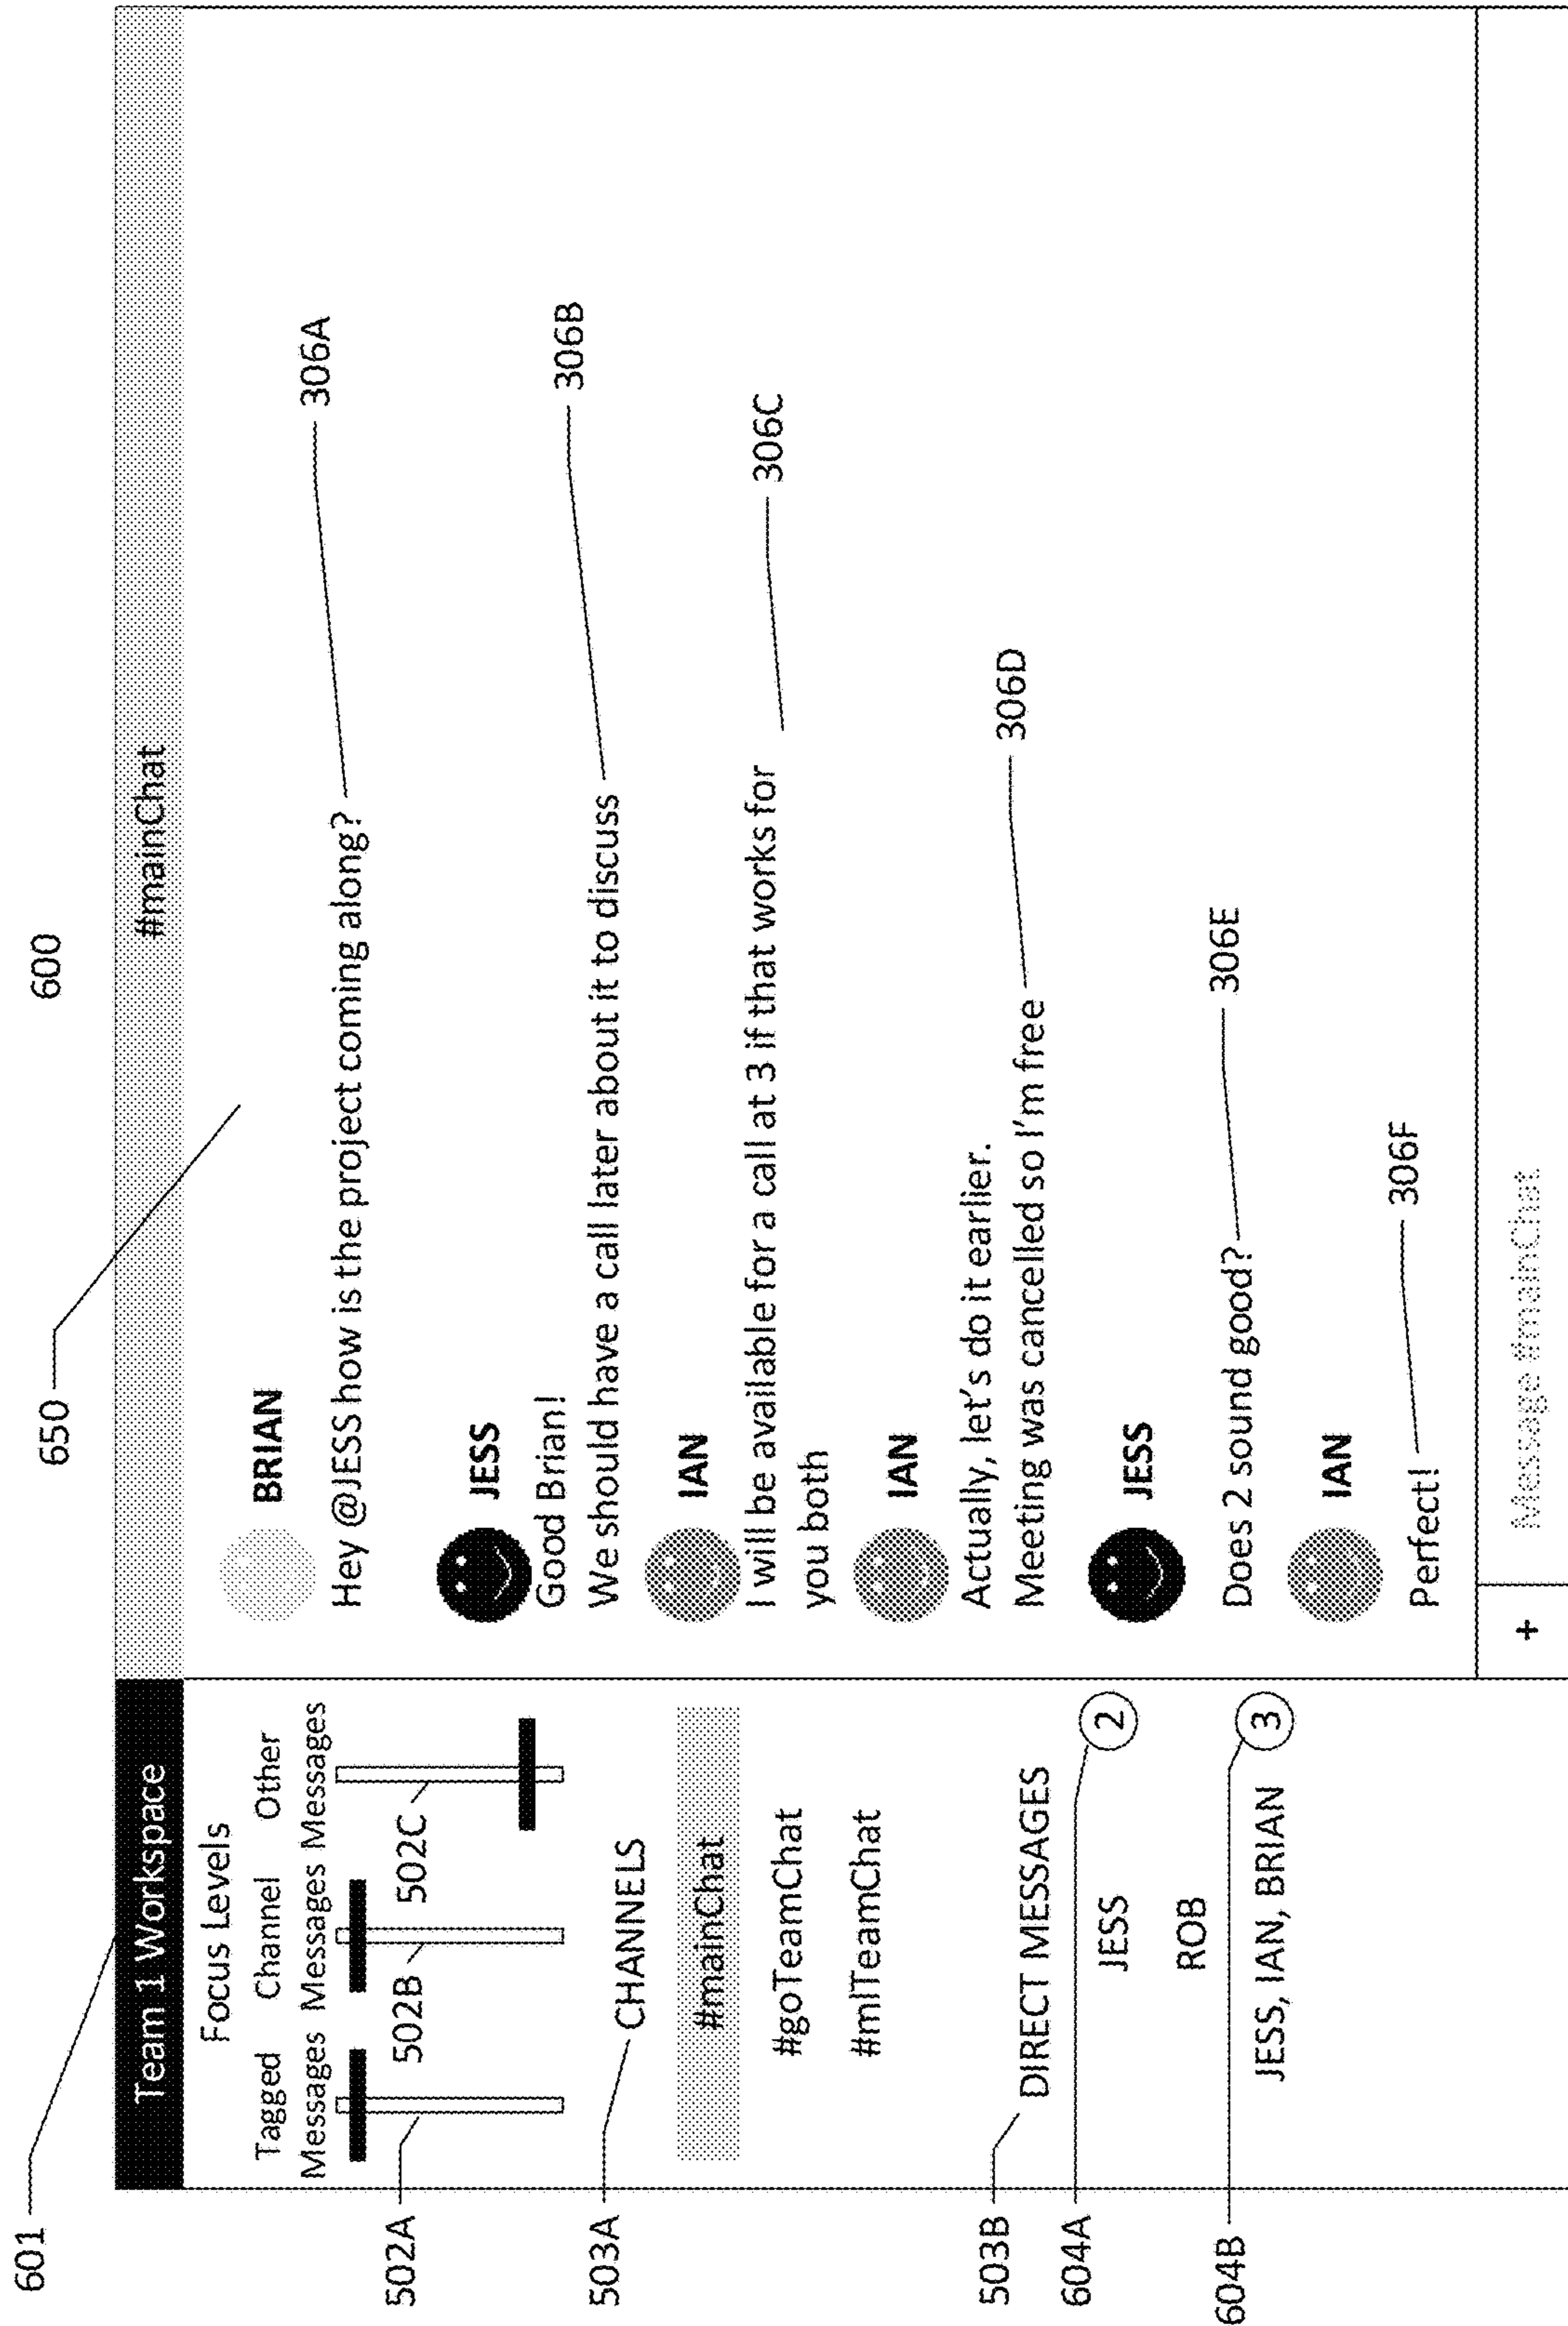 600
601
650
Team 1 Workspace
#mainChat
Focus Levels
Tagged Channel Other
Messages Messages Messages
502A
502B
502C
503A
CHANNELS
#mainChat
#goTeamChat
#mlTeamChat
503B
DIRECT MESSAGES
604A
2
JESS
ROB
604B
3
JESS, IAN, BRIAN
BRIAN
Hey @JESS how is the project coming along?
306A
JESS
Good Brian!
We should have a call later about it to discuss
306B
IAN
I will be available for a call at 3 if that works for
you both
306C
IAN
Actually, let's do it earlier.
Meeting was cancelled so I'm free
306D
JESS
Does 2 sound good?
306E
IAN
Perfect!
306F
+
Message #mainChat